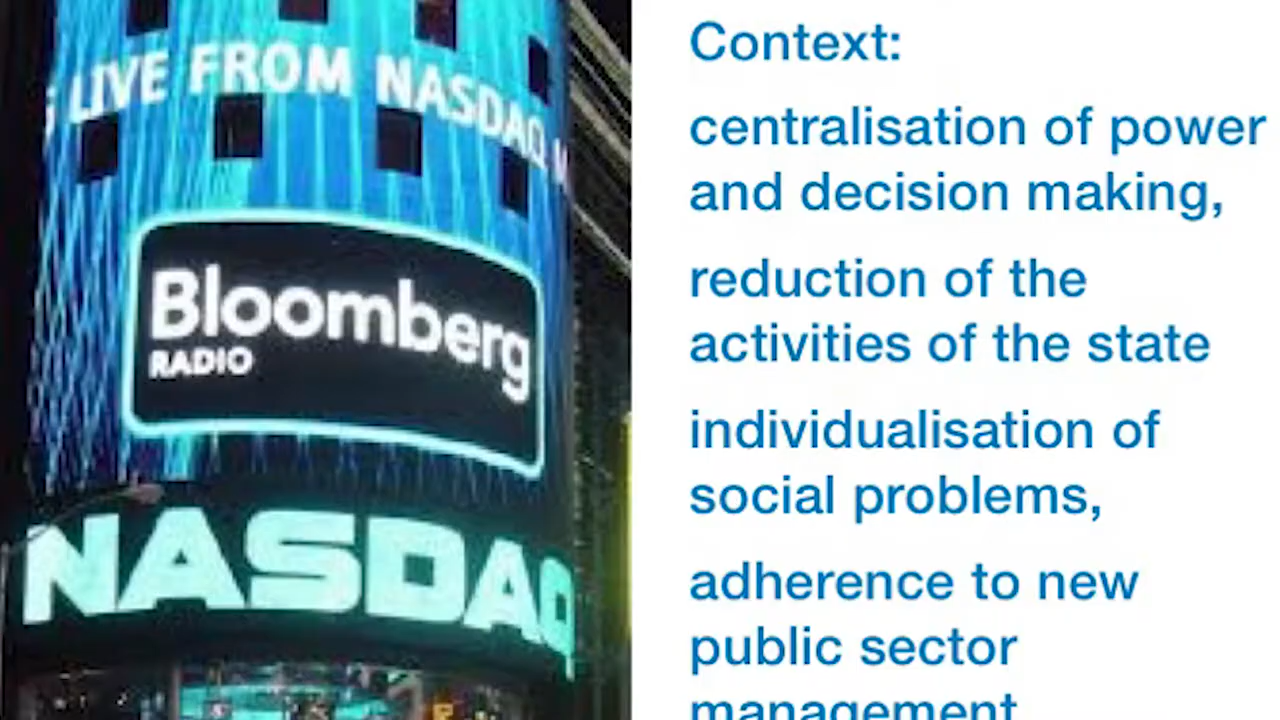 LIVE FROM NASDAQ
Bloomberg
RADIO
NASDAQ
Context:
centralisation of power
and decision making,
reduction of the
activities of the state
individualisation of
social problems,
adherence to new
public sector
management